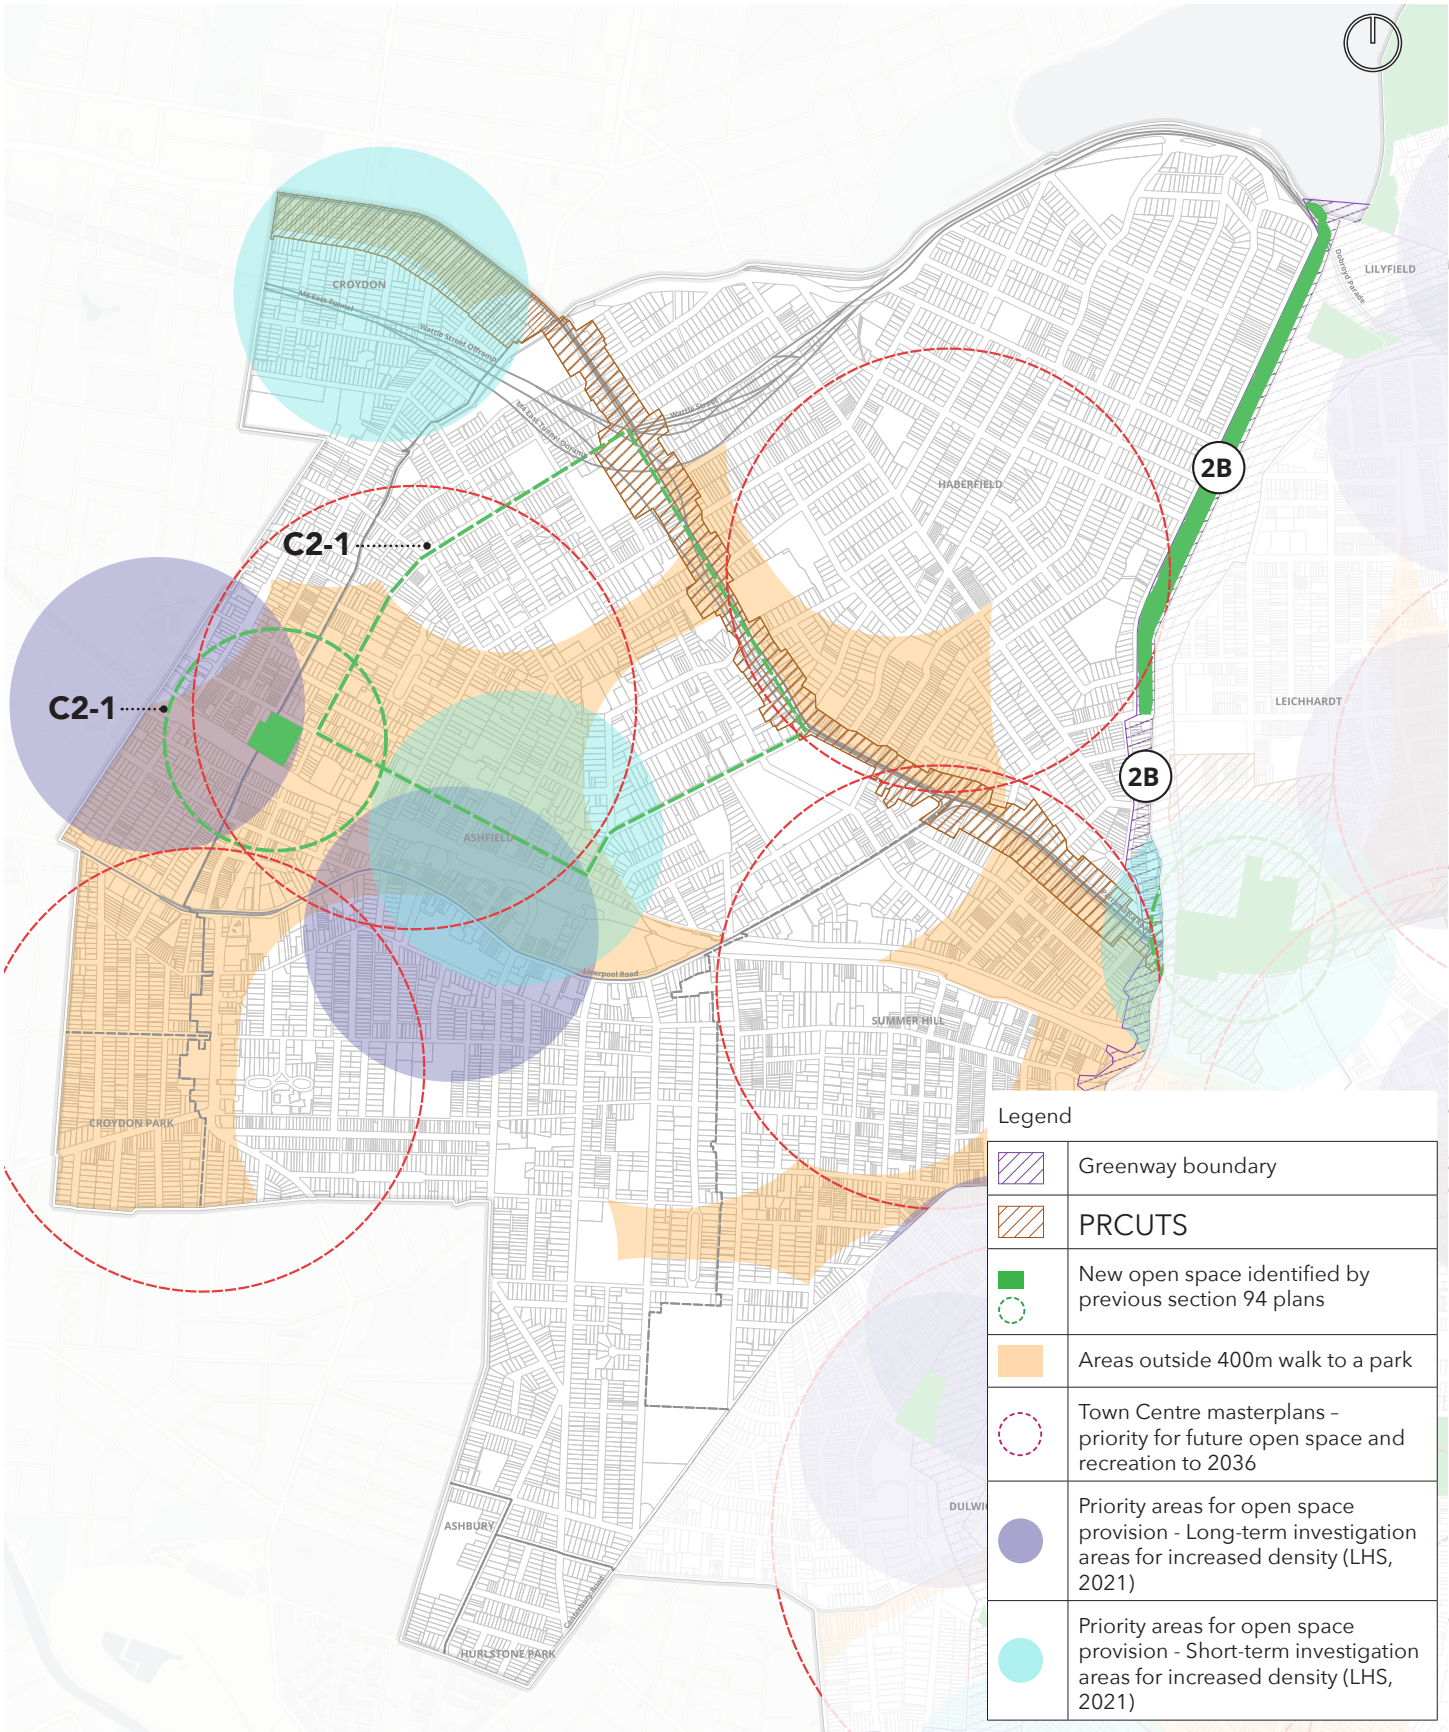 CROYDON
M4 East Tunnel
Wattle Street Offramp
M4 East Tunnel Onramp
Wattle Street
Dobroyd Parade
LILYFIELD
2B
HABERFIELD
C2-1
C2-1
LEICHHARDT
2B
ASHFIELD
Liverpool Road
SUMMER HILL
CROYDON PARK
ASHBURY
Canterbury Road
HURLSTONE PARK
DULWI
Legend
Greenway boundary
PRCUTS
New open space identified by
previous section 94 plans
Areas outside 400m walk to a park
Town Centre masterplans –
priority for future open space and
recreation to 2036
Priority areas for open space
provision - Long-term investigation
areas for increased density (LHS,
2021)
Priority areas for open space
provision - Short-term investigation
areas for increased density (LHS,
2021)